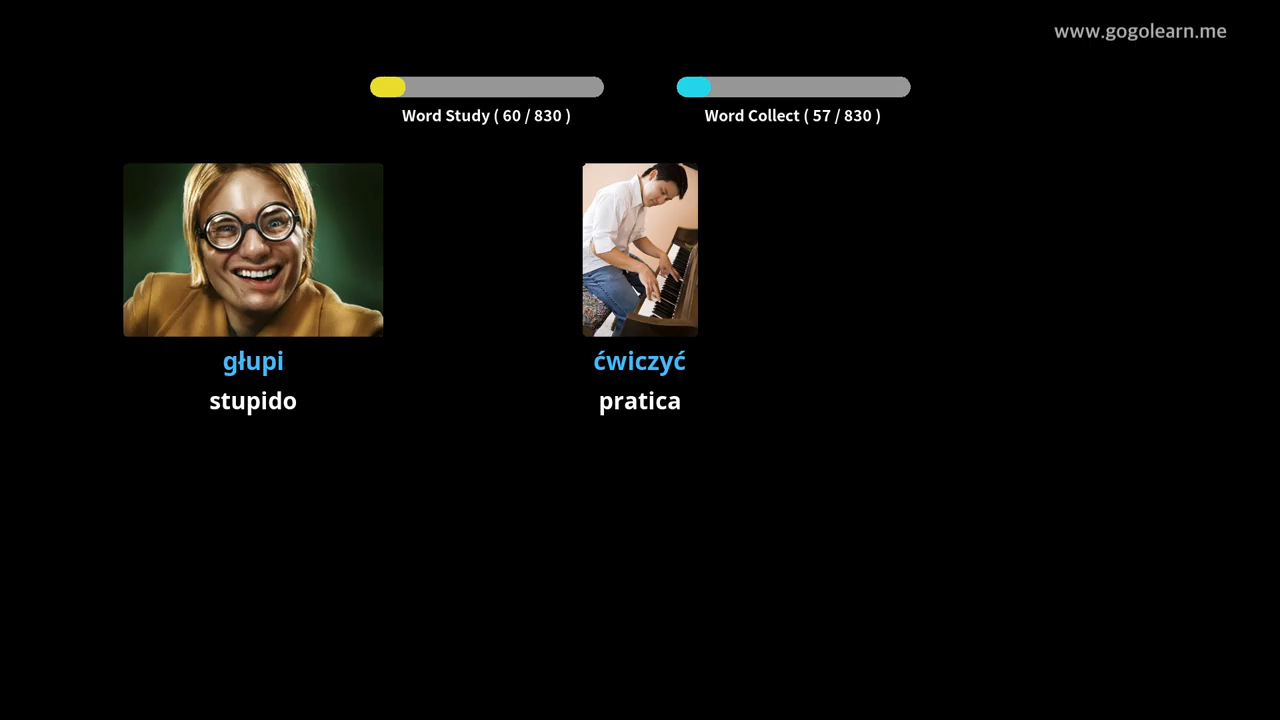 www.gogolearn.me
Word Study ( 60 / 830 )
Word Collect ( 57 / 830 )
głupi
stupido
ćwiczyć
pratica